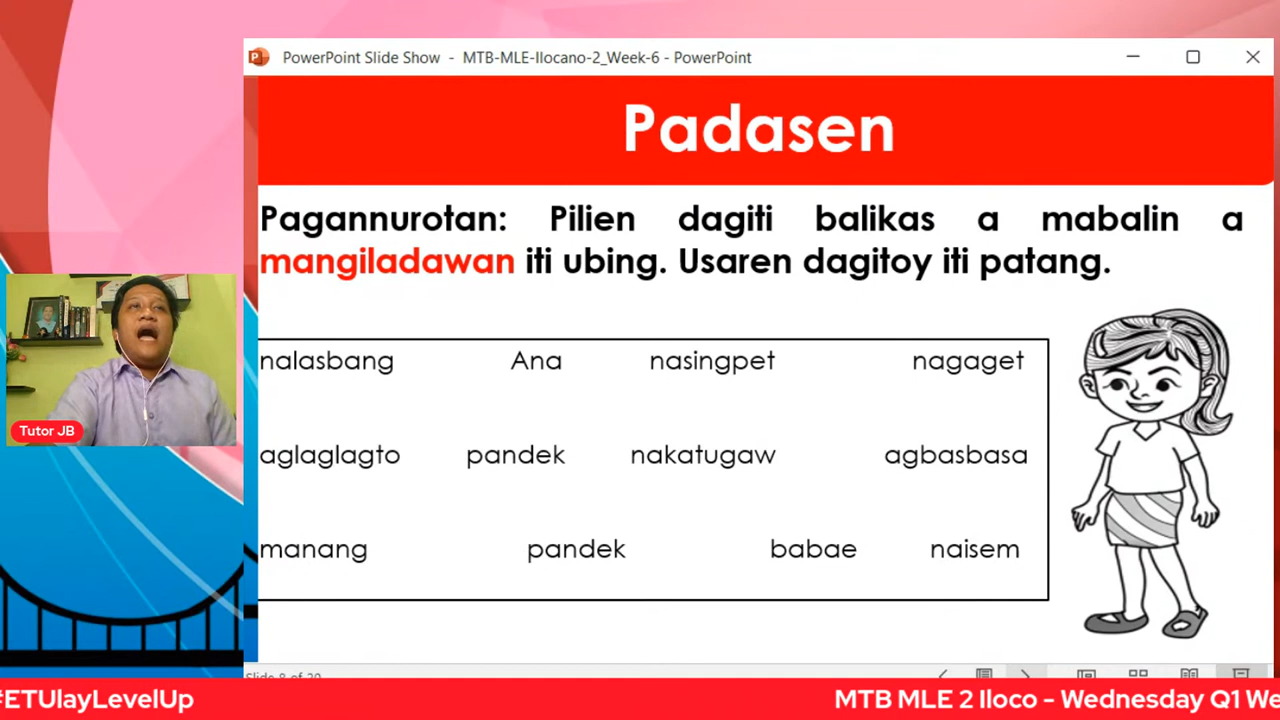 PowerPoint Slide Show - MTB-MLE-Ilocano-2_Week-6 - PowerPoint
Padasen
Pagannurotan: Pilien dagiti balikas a mabalin a
mangiladawan iti ubing. Usaren dagitoy iti patang.
nalasbang Ana nasingpet nagaget
aglaglagto pandek nakatugaw agbasbasa
manang pandek babae naisem
Tutor JB
#ETUlayLevelUp
MTB MLE 2 Iloco - Wednesday Q1 We